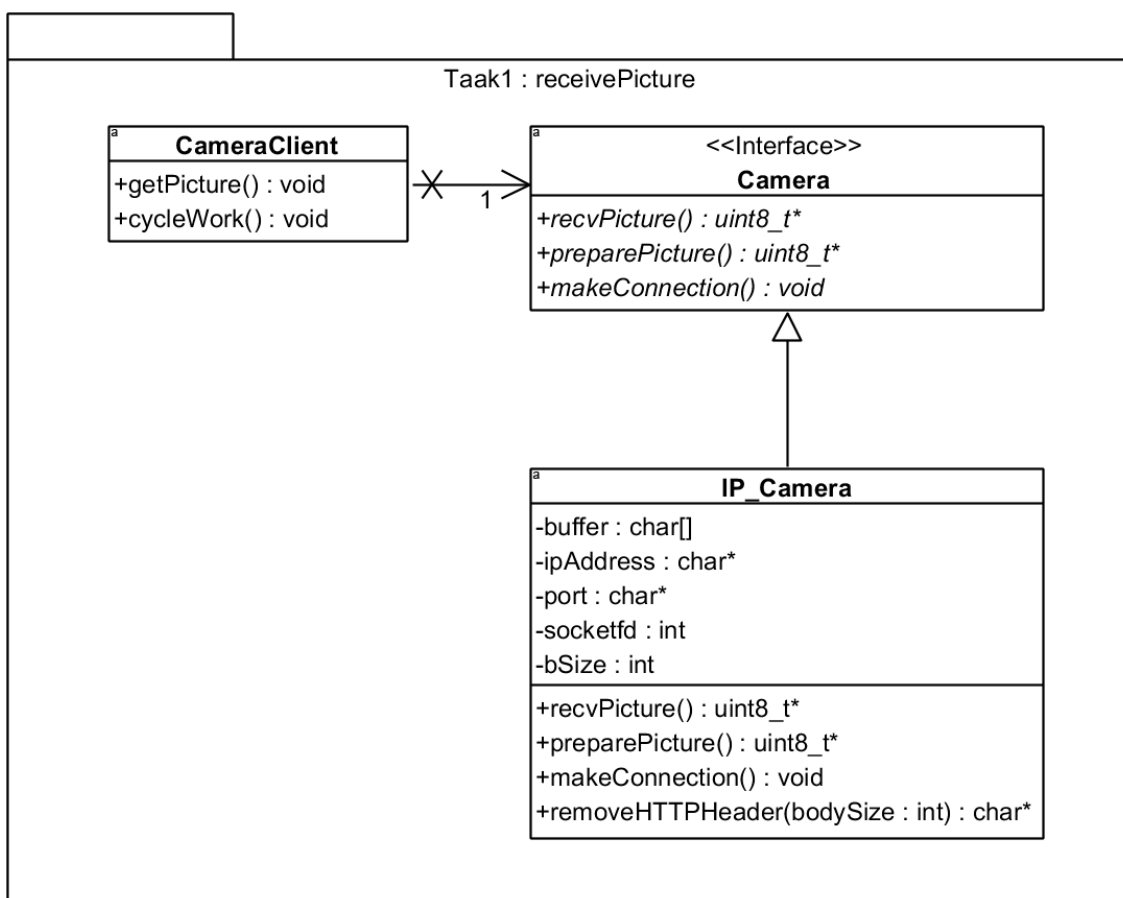 Taak1 : receivePicture
a
CameraClient
+getPicture() : void
+cycleWork() : void
1
a
<<Interface>>
Camera
+recvPicture() : uint8_t*
+preparePicture() : uint8_t*
+makeConnection() : void
a
IP_Camera
-buffer : char[]
-ipAddress : char*
-port : char*
-socketfd : int
-bSize : int
+recvPicture() : uint8_t*
+preparePicture() : uint8_t*
+makeConnection() : void
+removeHTTPHeader(bodySize : int) : char*